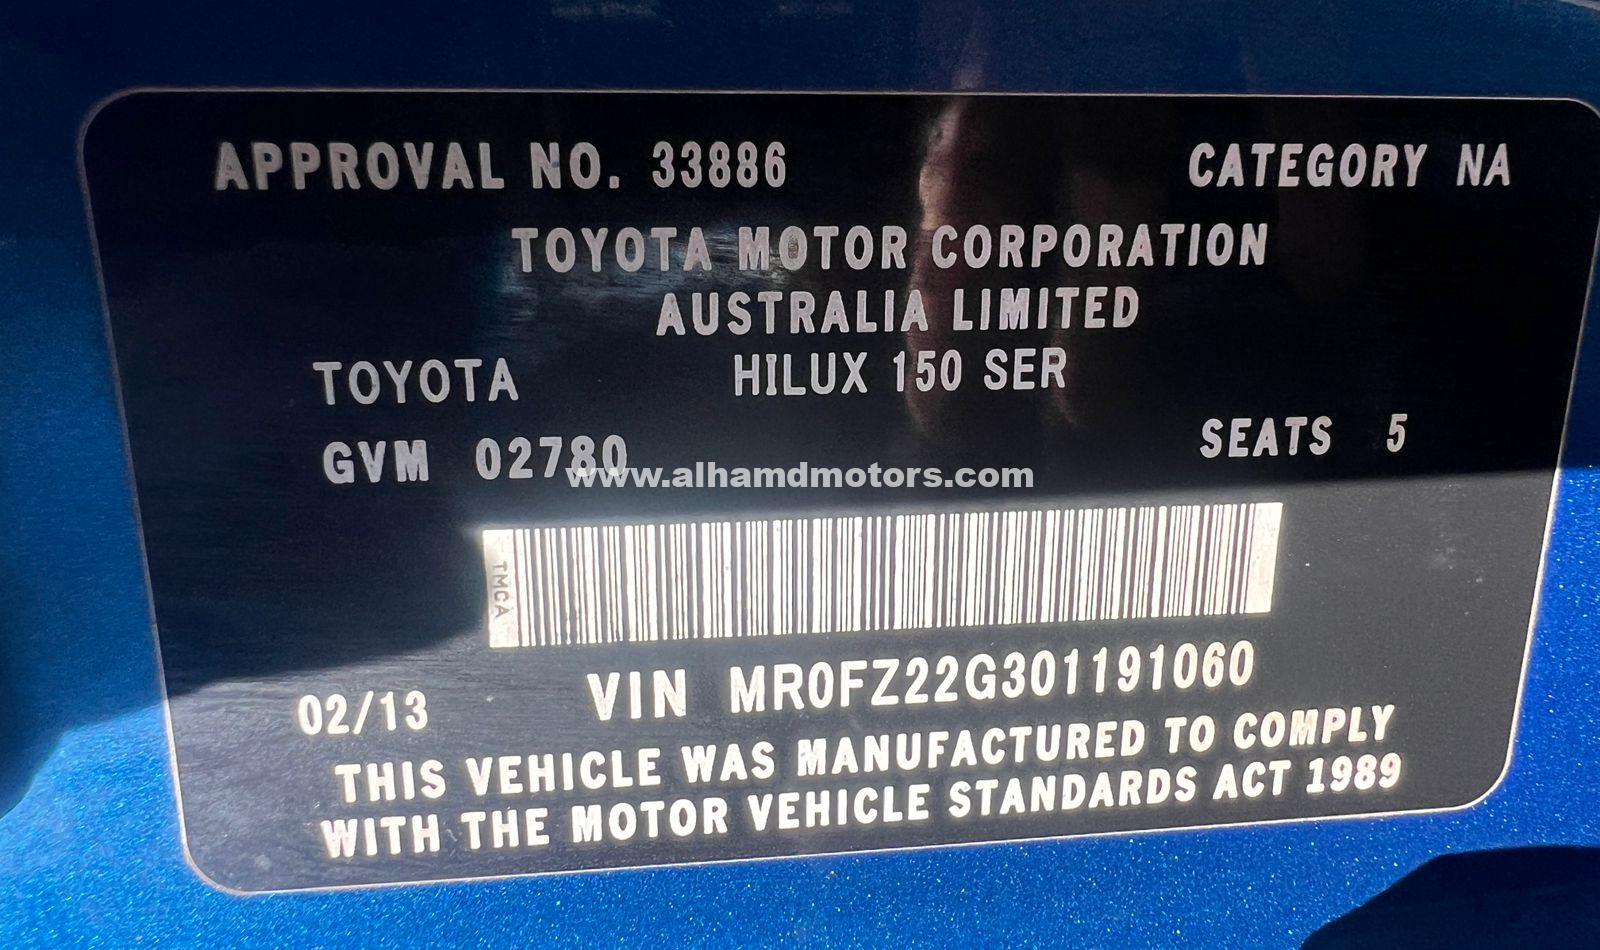 APPROVAL NO. 33886 CATEGORY NA
TOYOTA MOTOR CORPORATION
AUSTRALIA LIMITED
TOYOTA HILUX 150 SER
GVM 02780 SEATS 5
www.alhamdmotors.com
TMCA
VIN MR0FZ22G301191060
02/13
THIS VEHICLE WAS MANUFACTURED TO COMPLY
WITH THE MOTOR VEHICLE STANDARDS ACT 1989